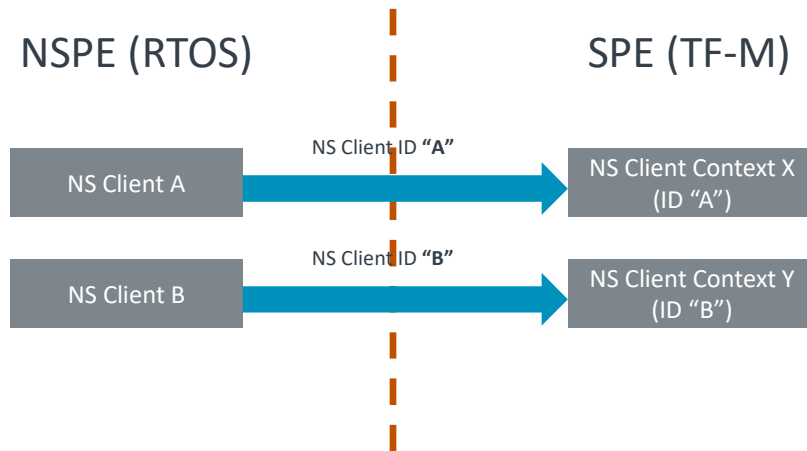 NSPE (RTOS)
SPE (TF-M)
NS Client ID “A”
NS Client A
NS Client Context X
(ID “A”)
NS Client ID “B”
NS Client B
NS Client Context Y
(ID “B”)